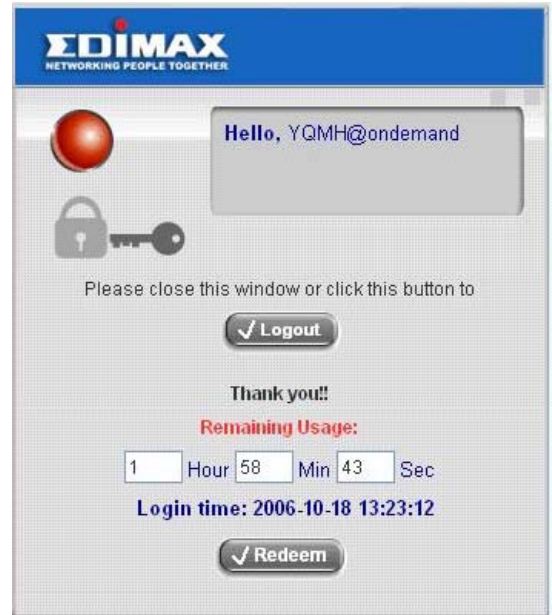 EDIMAX
NETWORKING PEOPLE TOGETHER
Hello, YQMH@ondemand
Please close this window or click this button to
Logout
Thank you!!
Remaining Usage:
1 Hour 58 Min 43 Sec
Login time: 2006-10-18 13:23:12
Redeem